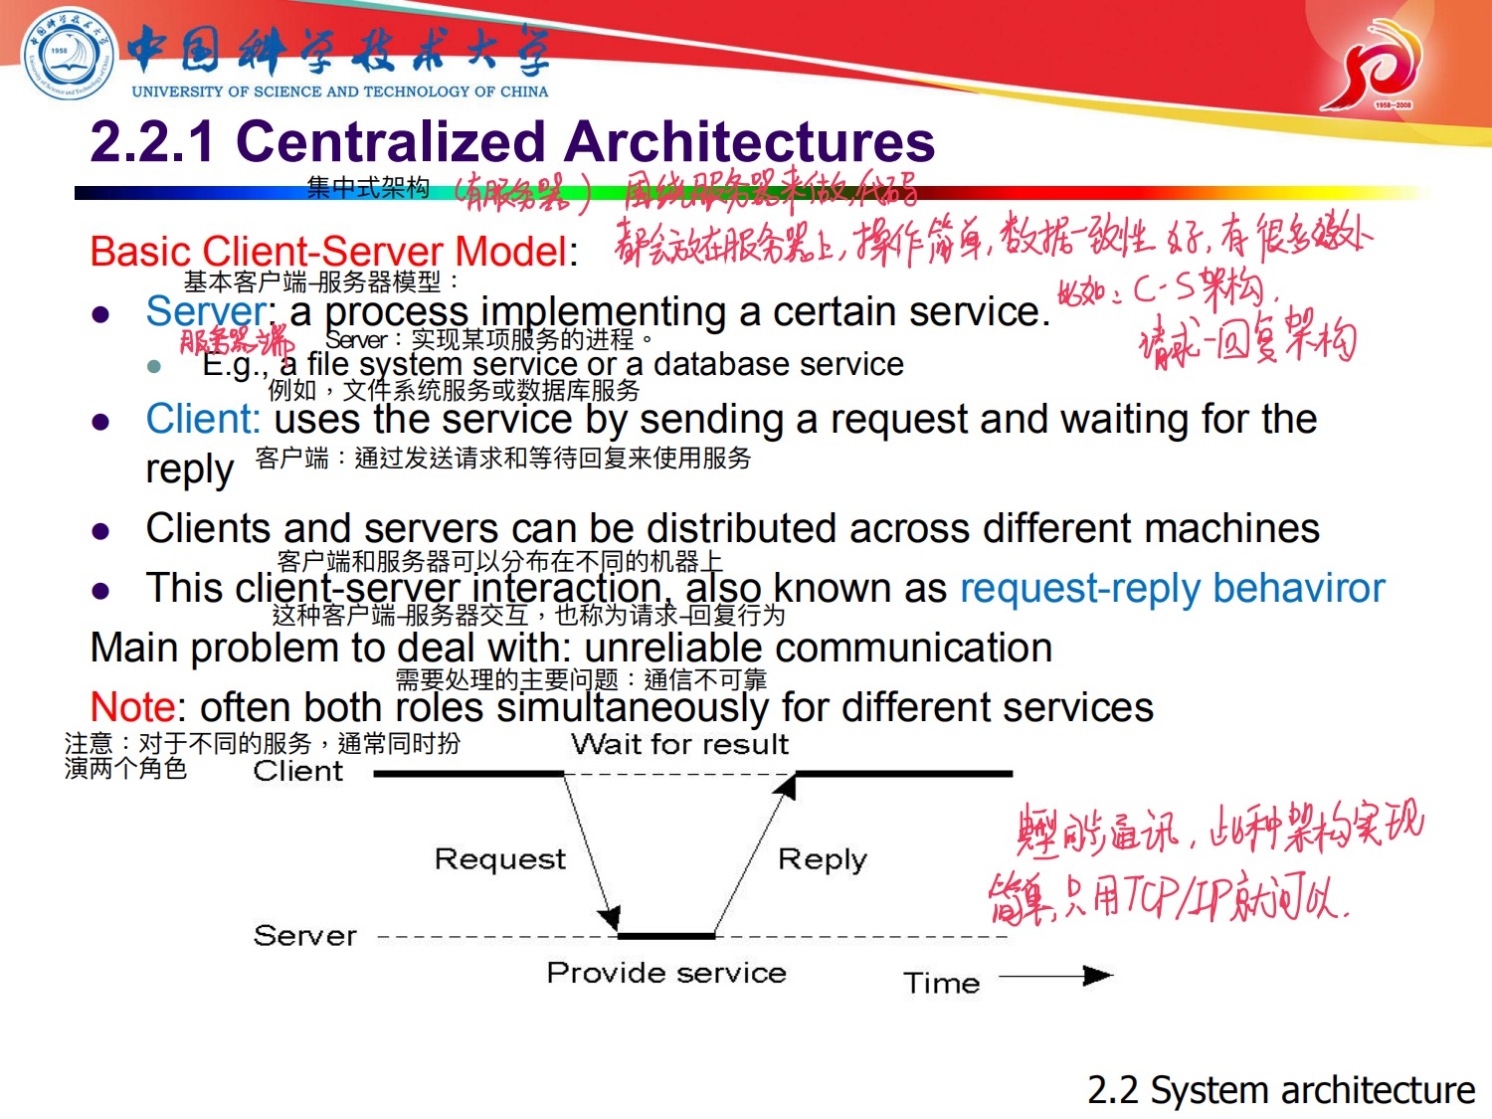 中国科学技术大学
UNIVERSITY OF SCIENCE AND TECHNOLOGY OF CHINA
1958
1958-2008
2.2.1 Centralized Architectures
集中式架构 (有服务器) 围绕服务器来做,代码
都会放在服务器上,操作简单,数据一致性好,有很多缺处
Basic Client-Server Model:
基本客户端-服务器模型：
比如: C-S架构.
● Server: a process implementing a certain service.
服务器端
Server：实现某项服务的进程。
请求-回复架构
● E.g., a file system service or a database service
例如，文件系统服务或数据库服务
● Client: uses the service by sending a request and waiting for the
reply
客户端：通过发送请求和等待回复来使用服务
● Clients and servers can be distributed across different machines
客户端和服务器可以分布在不同的机器上
● This client-server interaction, also known as request-reply behaviror
这种客户端-服务器交互，也称为请求-回复行为
Main problem to deal with: unreliable communication
需要处理的主要问题：通信不可靠
Note: often both roles simultaneously for different services
注意：对于不同的服务，通常同时扮
演两个角色
Wait for result
Client
典型同步通讯,此种架构实现
Request
Reply
简单,只用TCP/IP就可以.
Server
Provide service
Time
2.2 System architecture